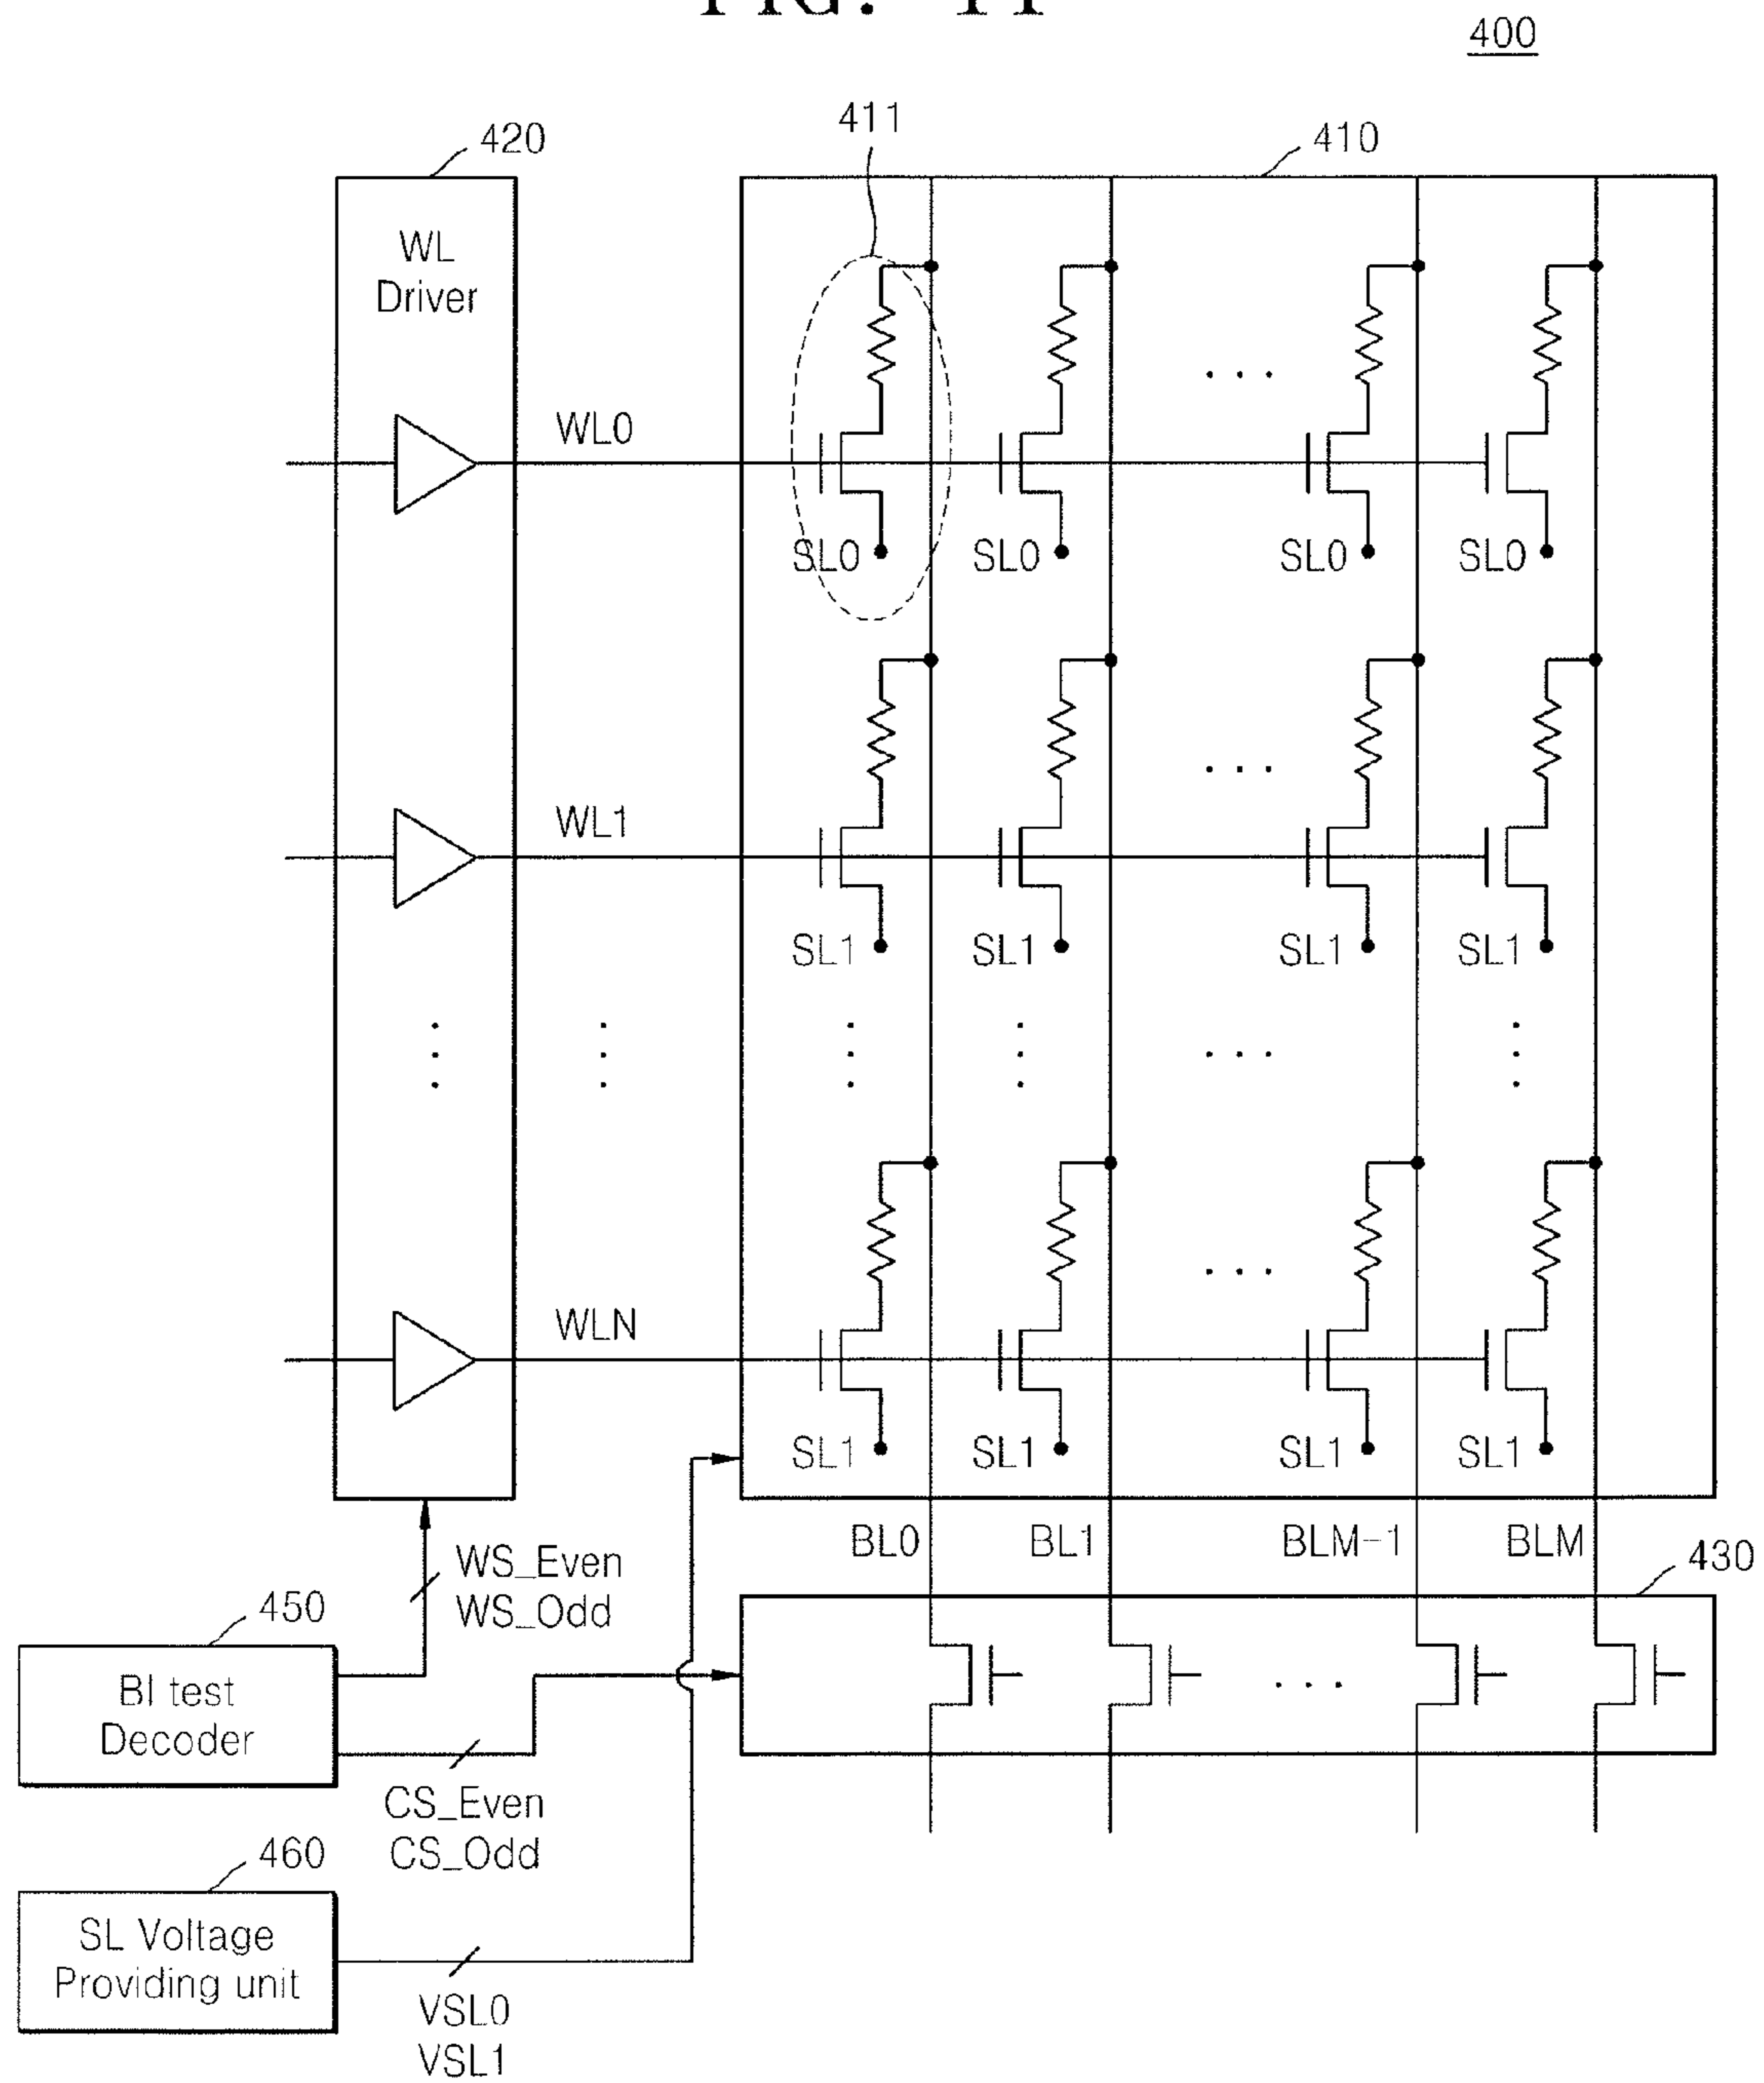 400
411
420
410
WL
Driver
WL0
SL0 SL0 SL0 SL0
WL1
SL1 SL1 SL1 SL1
WLN
SL1 SL1 SL1 SL1
BL0 BL1 BLM-1 BLM
430
WS_Even
WS_Odd
450
BI test
Decoder
CS_Even
CS_Odd
460
SL Voltage
Providing unit
VSL0
VSL1